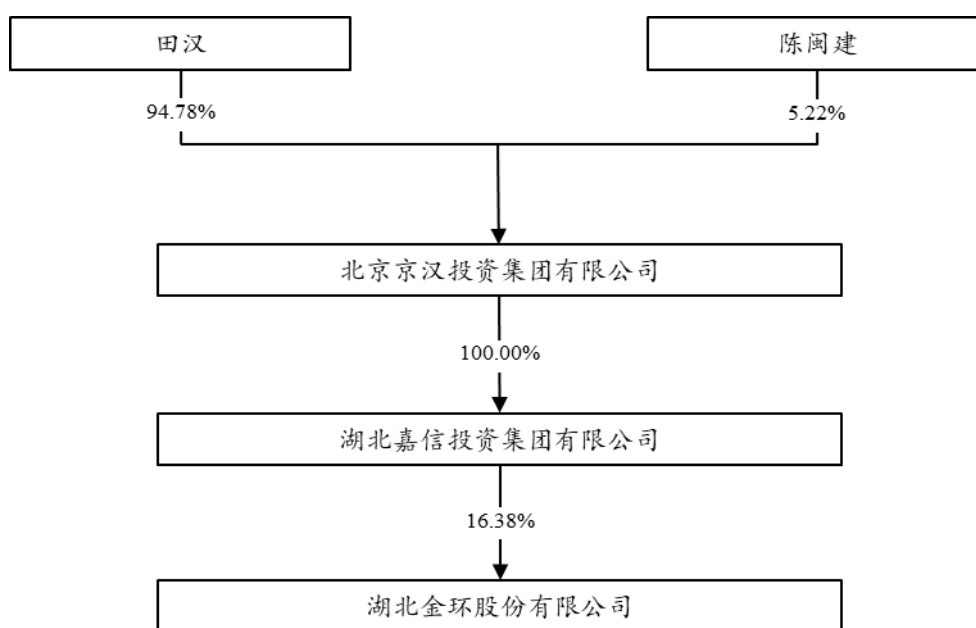 田汉
陈闽建
94.78%
5.22%
北京京汉投资集团有限公司
100.00%
湖北嘉信投资集团有限公司
16.38%
湖北金环股份有限公司